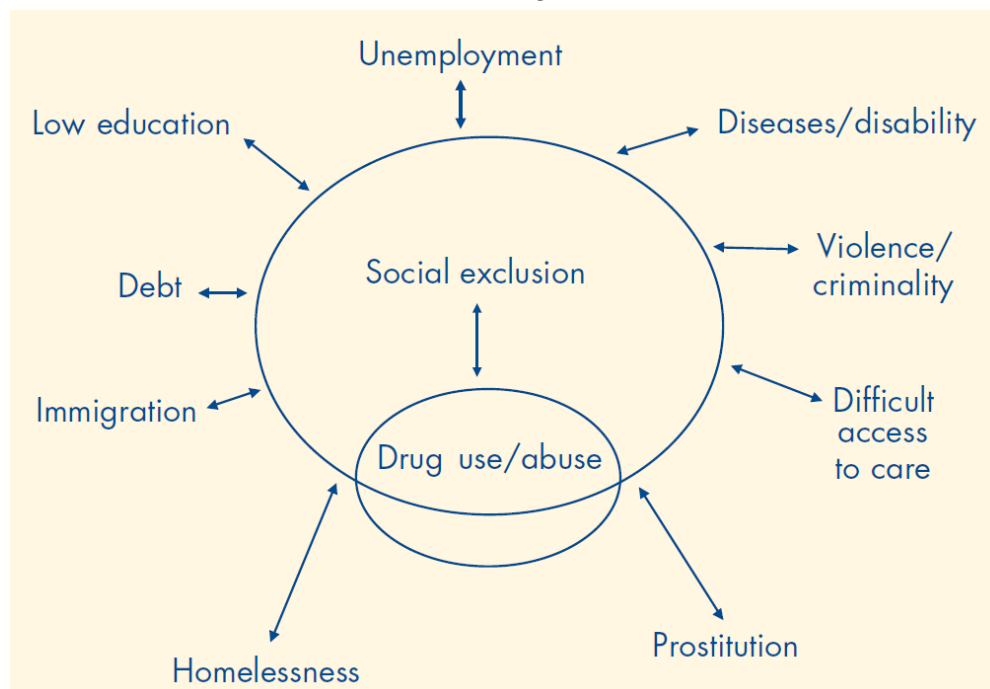 Unemployment
Low education
Diseases/disability
Violence/
criminality
Social exclusion
Debt
Immigration
Difficult
access
to care
Drug use/abuse
Prostitution
Homelessness